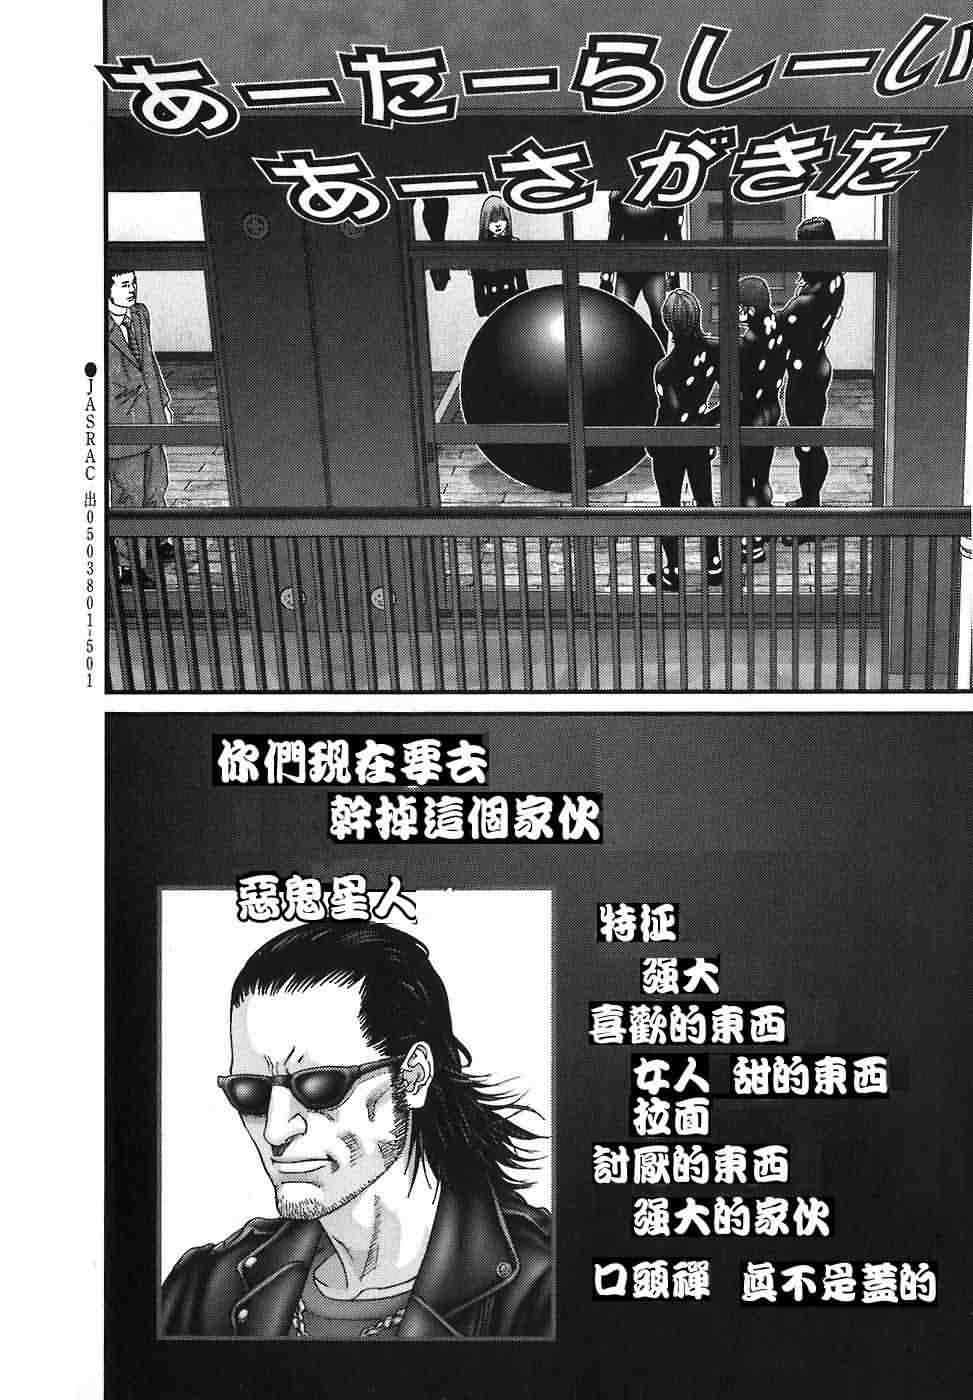 あーたーらしーい
あーさがきた
●JASRAC 出0503801-501
你們現在要去
幹掉這個家伙
惡鬼星人
特征
强大
喜歡的東西
女人 甜的東西
拉面
討厭的東西
强大的家伙
口頭禪 真不是蓋的